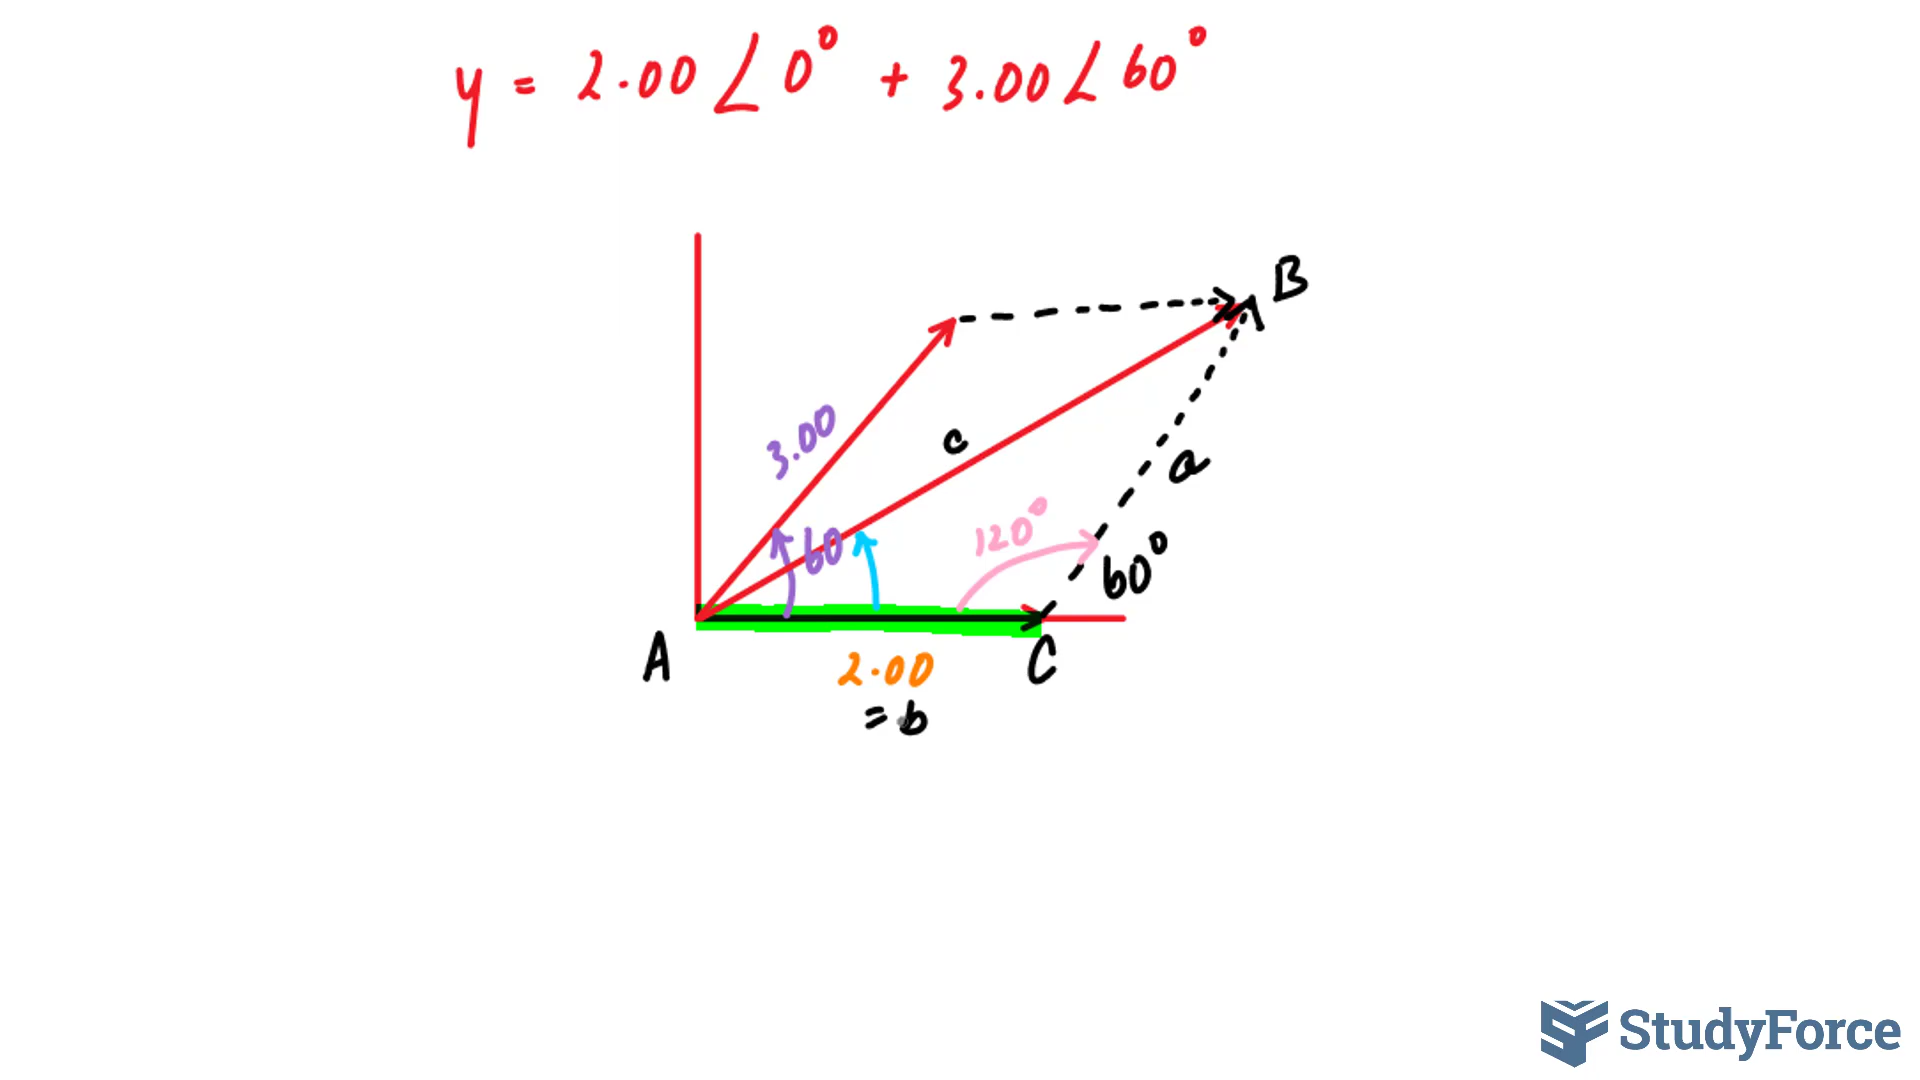 y = 2.00∠0° + 3.00∠60°
B
3.00
c
a
120°
60
60°
A
2.00
C
= b
StudyForce